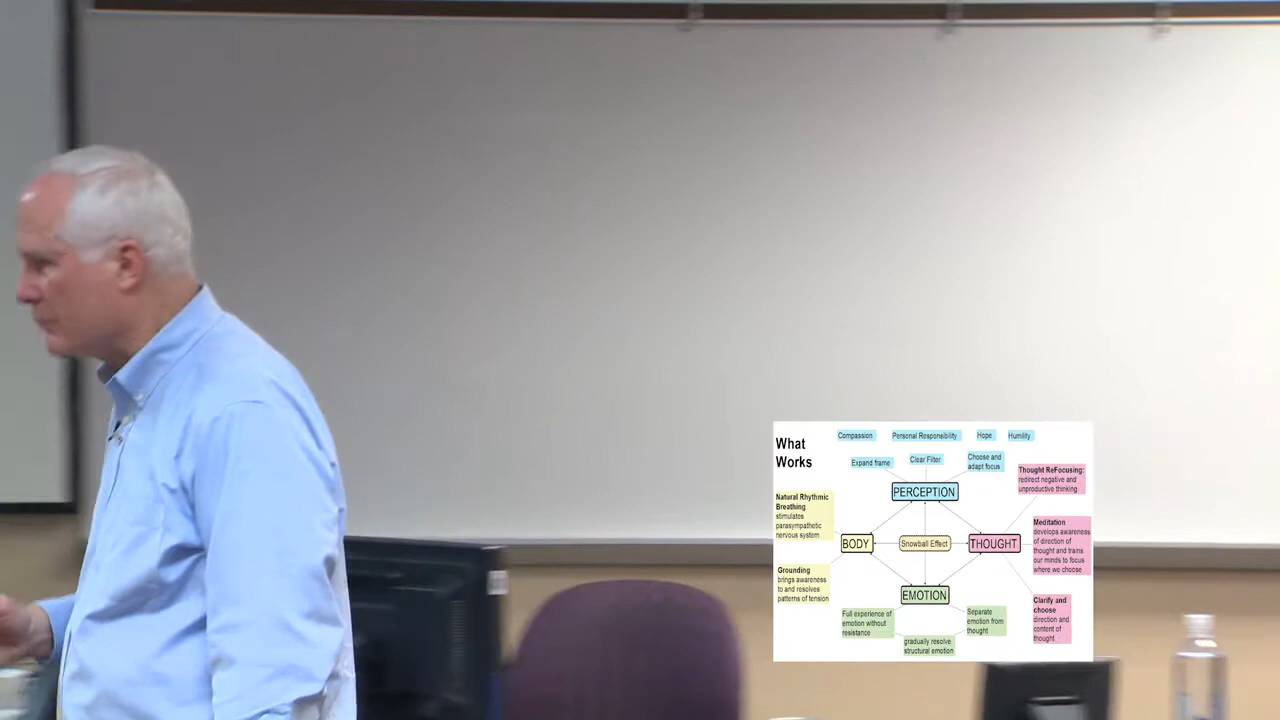 What
Works
Compassion
Personal Responsibility
Hope
Humility
Expand frame
Clear Filter
Choose and
adapt focus
PERCEPTION
Thought ReFocusing:
redirect negative and
unproductive thinking
Natural Rhythmic
Breathing
stimulates
parasympathetic
nervous system
Meditation
develops awareness
of direction of
thought and trains
our minds to focus
where we choose
BODY
Snowball Effect
THOUGHT
Grounding
brings awareness
to and resolves
patterns of tension
EMOTION
Clarify and
choose
direction and
content of
thought
Full experience of
emotion without
resistance
Separate
emotion from
thought
gradually resolve
structural emotion